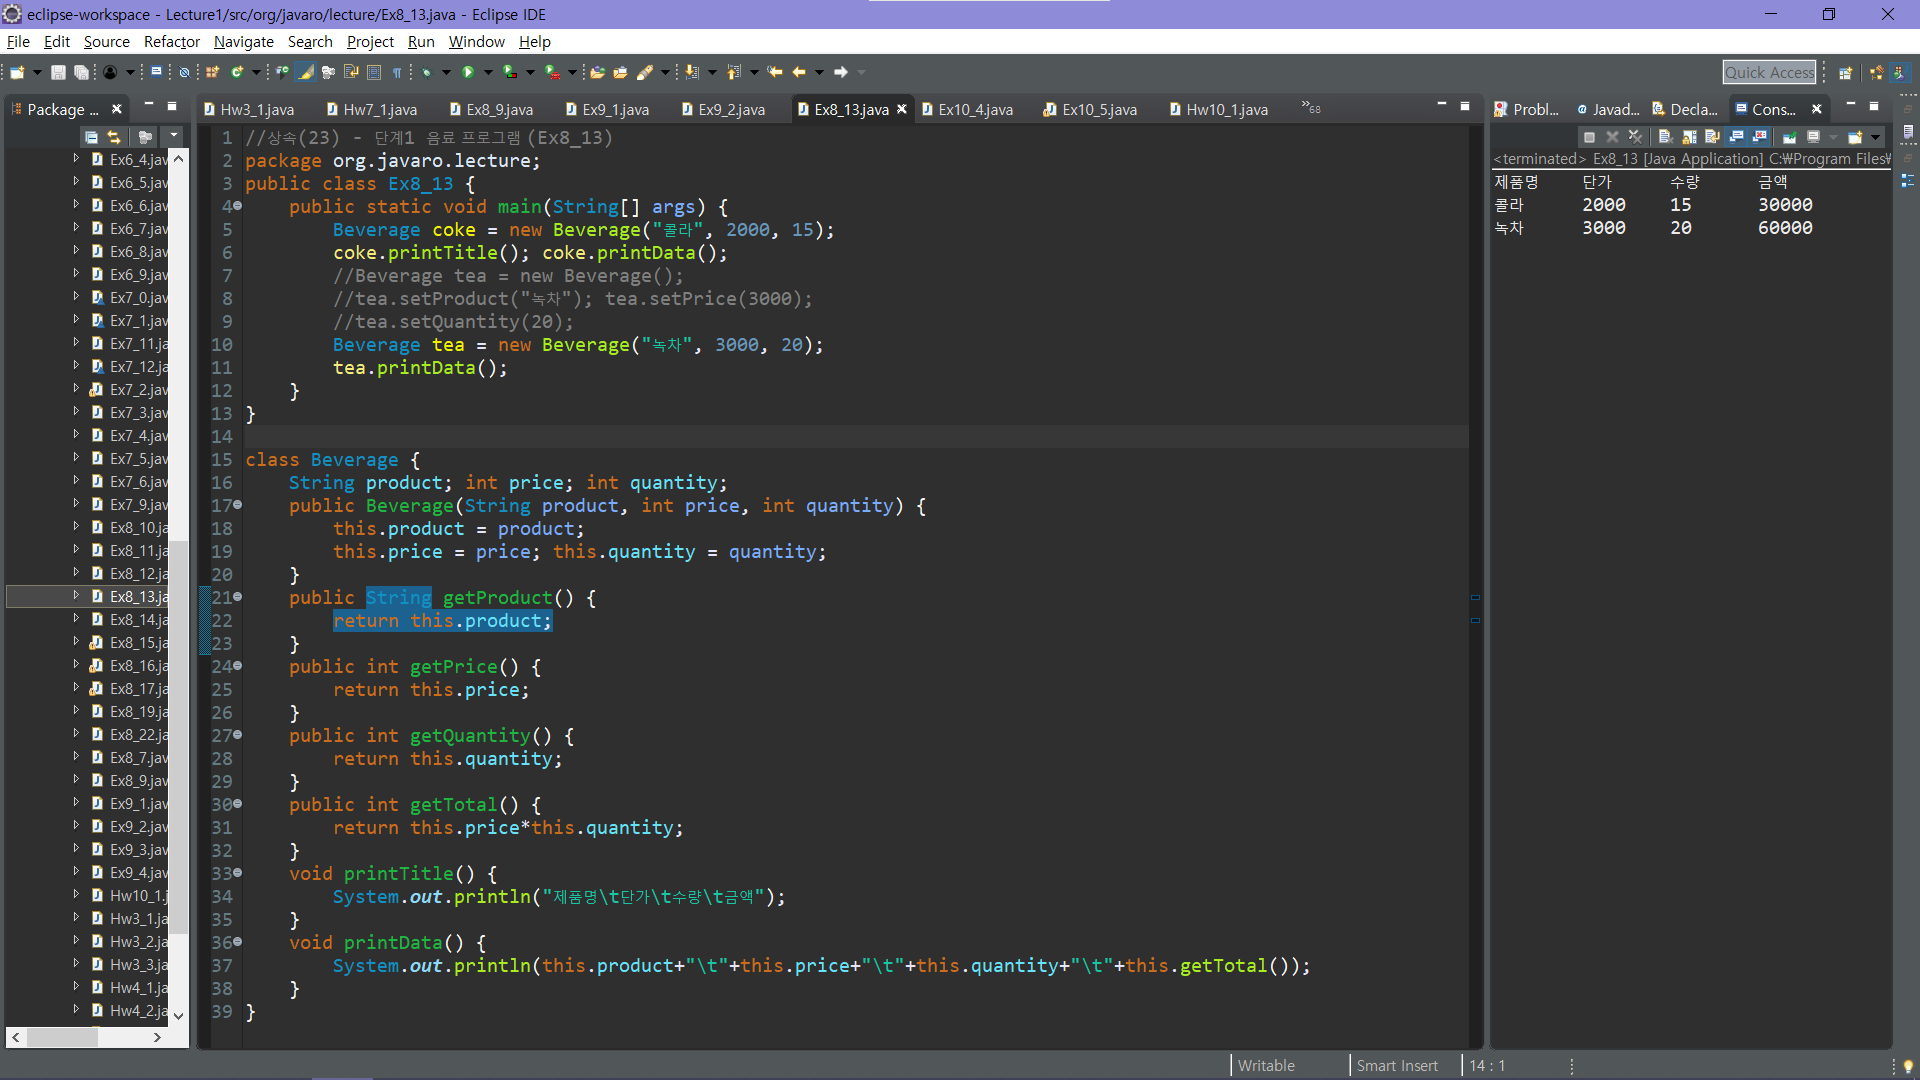 eclipse-workspace - Lecture1/src/org/javaro/lecture/Ex8_13.java - Eclipse IDE
File Edit Source Refactor Navigate Search Project Run Window Help
Quick Access
Package ...
Hw3_1.java Hw7_1.java Ex8_9.java Ex9_1.java Ex9_2.java Ex8_13.java Ex10_4.java Ex10_5.java Hw10_1.java »68
Probl... Javad... Decla... Cons...
Ex6_4.jav
Ex6_5.jav
Ex6_6.jav
Ex6_7.jav
Ex6_8.jav
Ex6_9.jav
Ex7_0.jav
Ex7_1.jav
Ex7_11.jav
Ex7_12.jav
Ex7_2.jav
Ex7_3.jav
Ex7_4.jav
Ex7_5.jav
Ex7_6.jav
Ex7_9.jav
Ex8_10.ja
Ex8_11.ja
Ex8_12.ja
Ex8_13.ja
Ex8_14.ja
Ex8_15.ja
Ex8_16.ja
Ex8_17.ja
Ex8_19.ja
Ex8_22.ja
Ex8_7.jav
Ex8_9.jav
Ex9_1.jav
Ex9_2.jav
Ex9_3.jav
Ex9_4.jav
Hw10_1.j
Hw3_1.ja
Hw3_2.ja
Hw3_3.ja
Hw4_1.ja
Hw4_2.ja
1 //상속(23) - 단계1 음료 프로그램(Ex8_13)
2 package org.javaro.lecture;
3 public class Ex8_13 {
4     public static void main(String[] args) {
5         Beverage coke = new Beverage("콜라", 2000, 15);
6         coke.printTitle(); coke.printData();
7         //Beverage tea = new Beverage();
8         //tea.setProduct("녹차"); tea.setPrice(3000);
9         //tea.setQuantity(20);
10         Beverage tea = new Beverage("녹차", 3000, 20);
11         tea.printData();
12     }
13 }
14
15 class Beverage {
16     String product; int price; int quantity;
17     public Beverage(String product, int price, int quantity) {
18         this.product = product;
19         this.price = price; this.quantity = quantity;
20     }
21     public String getProduct() {
22         return this.product;
23     }
24     public int getPrice() {
25         return this.price;
26     }
27     public int getQuantity() {
28         return this.quantity;
29     }
30     public int getTotal() {
31         return this.price*this.quantity;
32     }
33     void printTitle() {
34         System.out.println("제품명\t단가\t수량\t금액");
35     }
36     void printData() {
37         System.out.println(this.product+"\t"+this.price+"\t"+this.quantity+"\t"+this.getTotal());
38     }
39 }
<terminated> Ex8_13 [Java Application] C:₩Program Files₩
제품명 단가 수량 금액
콜라 2000 15 30000
녹차 3000 20 60000
Writable Smart Insert 14 : 1